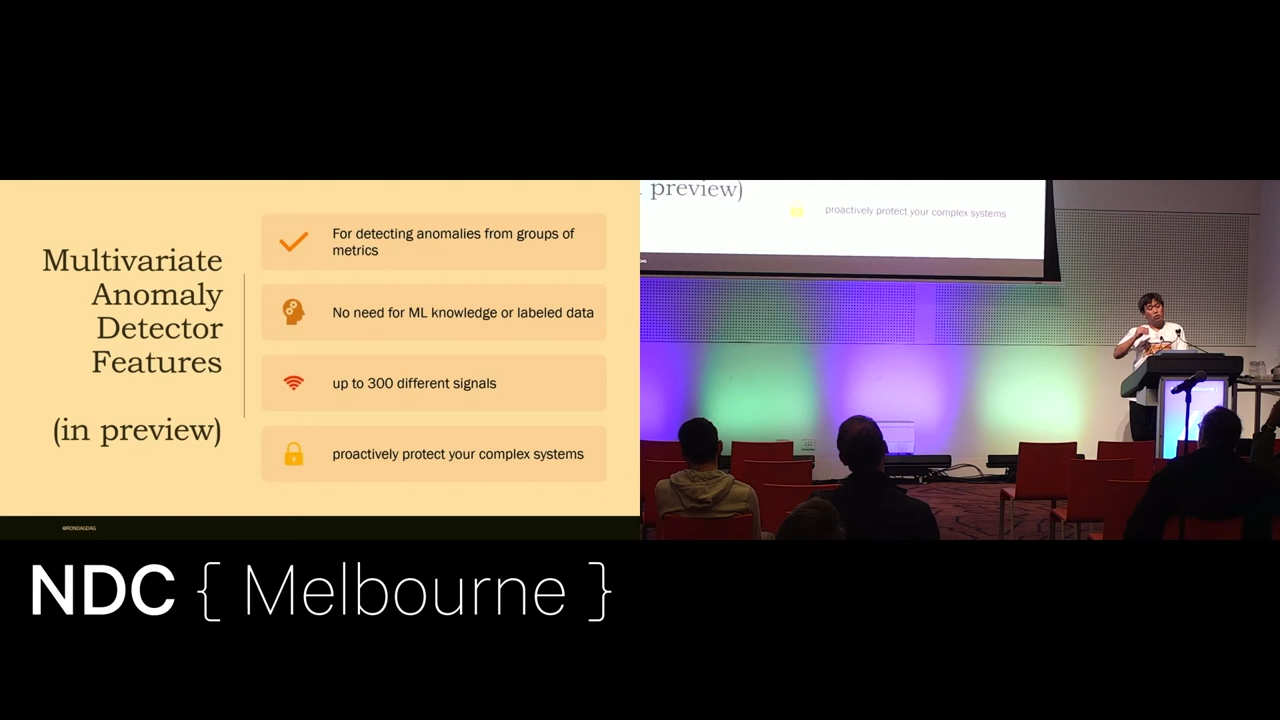 Multivariate
Anomaly
Detector
Features
(in preview)
For detecting anomalies from groups of
metrics
No need for ML knowledge or labeled data
up to 300 different signals
proactively protect your complex systems
@RONDAGDAG
preview)
proactively protect your complex systems
NDC { Melbourne }